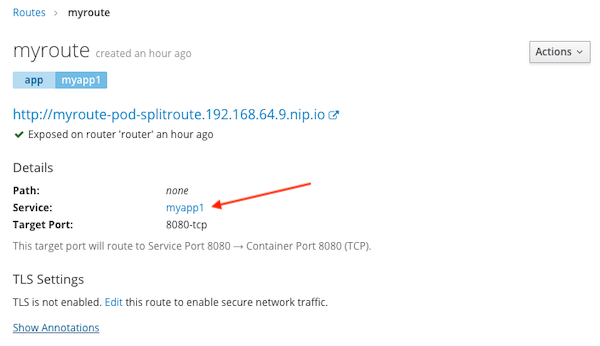 Routes › myroute
myroute created an hour ago
Actions
app myapp1
http://myroute-pod-splitroute.192.168.64.9.nip.io
Exposed on router 'router' an hour ago
Details
Path: none
Service: myapp1
Target Port: 8080-tcp
This target port will route to Service Port 8080 → Container Port 8080 (TCP).
TLS Settings
TLS is not enabled. Edit this route to enable secure network traffic.
Show Annotations